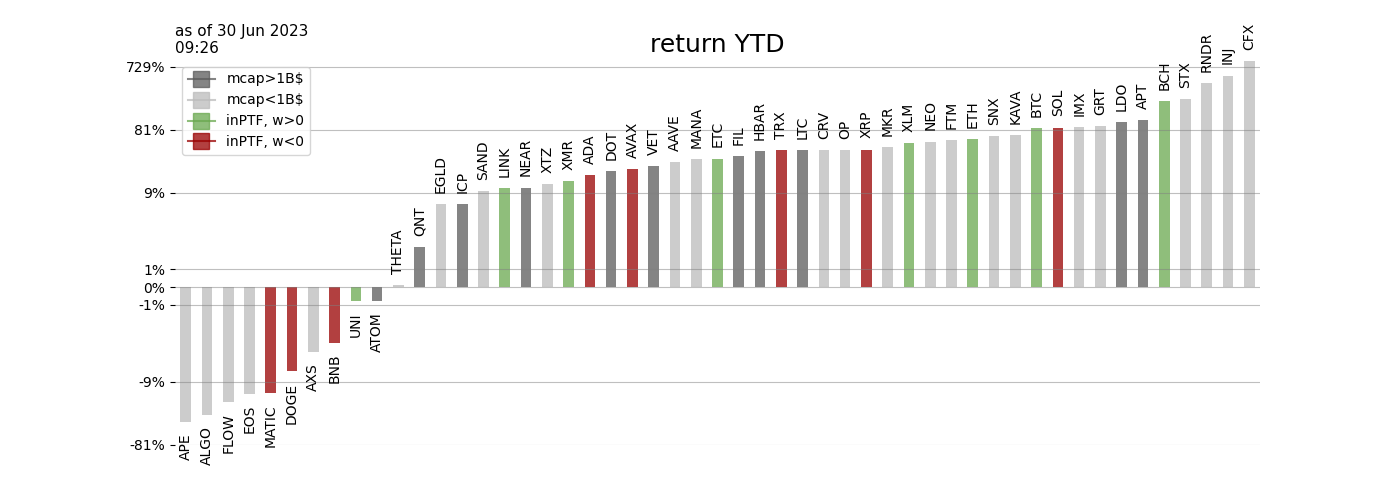 as of 30 Jun 2023
09:26
return YTD
729%
81%
9%
1%
0%
-1%
-9%
-81%
mcap>1B$
mcap<1B$
inPTF, w>0
inPTF, w<0
APE
ALGO
FLOW
EOS
MATIC
DOGE
AXS
BNB
UNI
ATOM
THETA
QNT
EGLD
ICP
SAND
LINK
NEAR
XTZ
XMR
ADA
DOT
AVAX
VET
AAVE
MANA
ETC
FIL
HBAR
TRX
LTC
CRV
OP
XRP
MKR
XLM
NEO
FTM
ETH
SNX
KAVA
BTC
SOL
IMX
GRT
LDO
APT
BCH
STX
RNDR
INJ
CFX